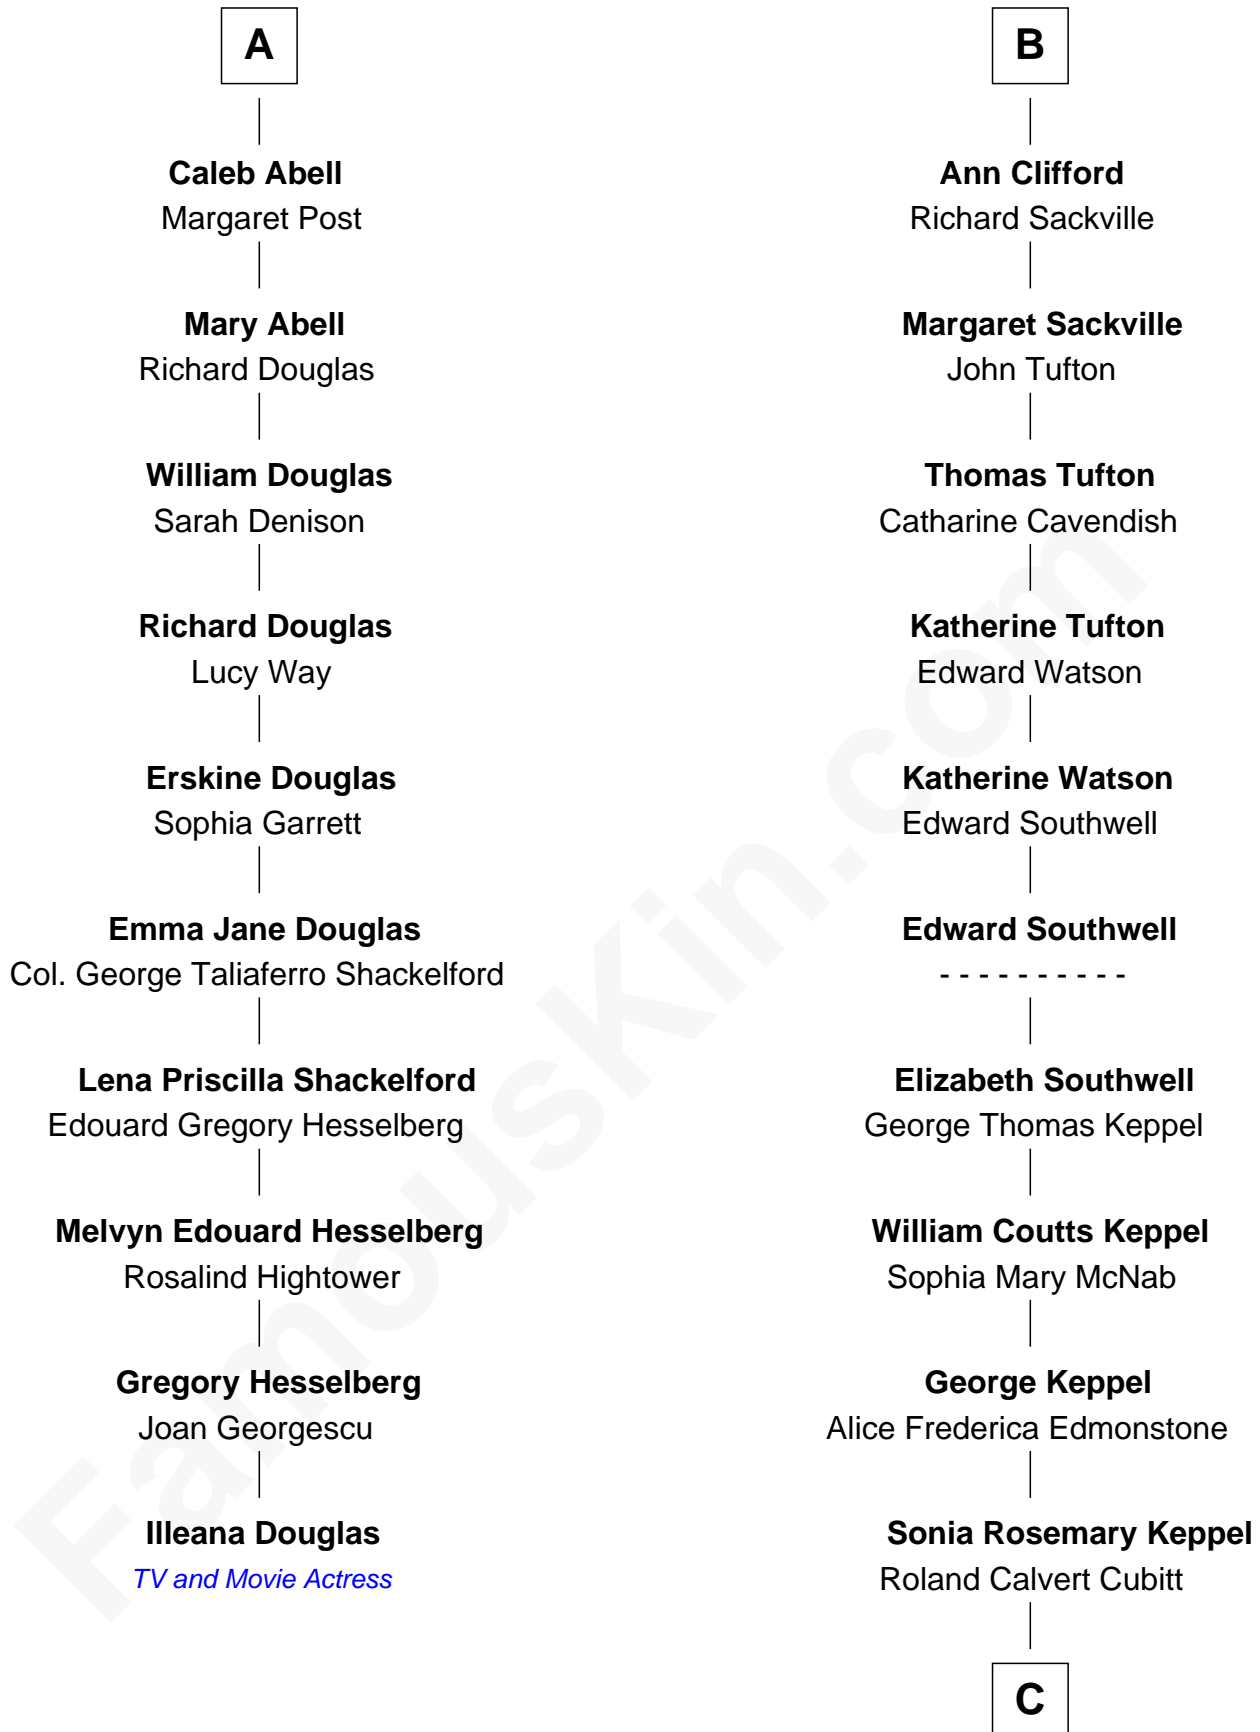 A
Caleb Abell
Margaret Post
Mary Abell
Richard Douglas
William Douglas
Sarah Denison
Richard Douglas
Lucy Way
Erskine Douglas
Sophia Garrett
Emma Jane Douglas
Col. George Taliaferro Shackelford
Lena Priscilla Shackelford
Edouard Gregory Hesselberg
Melvyn Edouard Hesselberg
Rosalind Hightower
Gregory Hesselberg
Joan Georgescu
Illeana Douglas
TV and Movie Actress
B
Ann Clifford
Richard Sackville
Margaret Sackville
John Tufton
Thomas Tufton
Catharine Cavendish
Katherine Tufton
Edward Watson
Katherine Watson
Edward Southwell
Edward Southwell
- - - - - - - - - -
Elizabeth Southwell
George Thomas Keppel
William Coutts Keppel
Sophia Mary McNab
George Keppel
Alice Frederica Edmonstone
Sonia Rosemary Keppel
Roland Calvert Cubitt
C
FamousKin.com